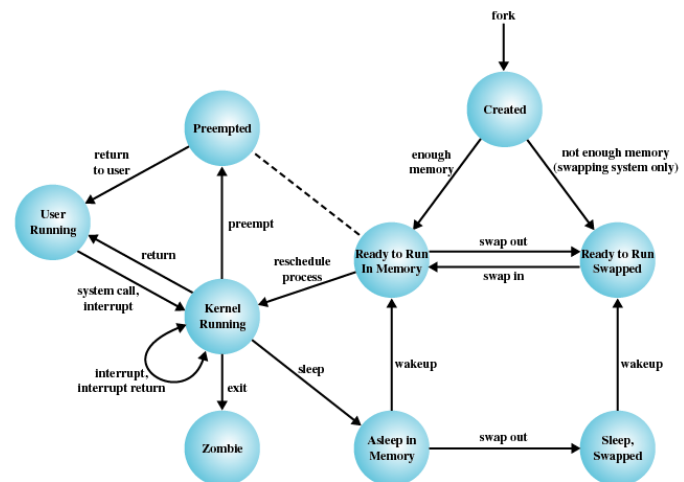 fork
Created
Preempted
enough
memory
not enough memory
(swapping system only)
return
to user
User
Running
preempt
return
Ready to Run
In Memory
swap out
swap in
Ready to Run
Swapped
reschedule
process
system call,
interrupt
Kernel
Running
interrupt,
interrupt return
sleep
wakeup
wakeup
exit
Zombie
Asleep in
Memory
swap out
Sleep,
Swapped